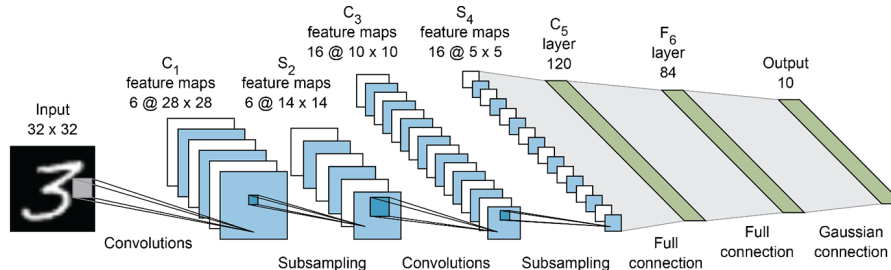 Input
32 x 32
C1
feature maps
6 @ 28 x 28
S2
feature maps
6 @ 14 x 14
C3
feature maps
16 @ 10 x 10
S4
feature maps
16 @ 5 x 5
C5
layer
120
F6
layer
84
Output
10
3
Convolutions
Subsampling
Convolutions
Subsampling
Full
connection
Full
connection
Gaussian
connection